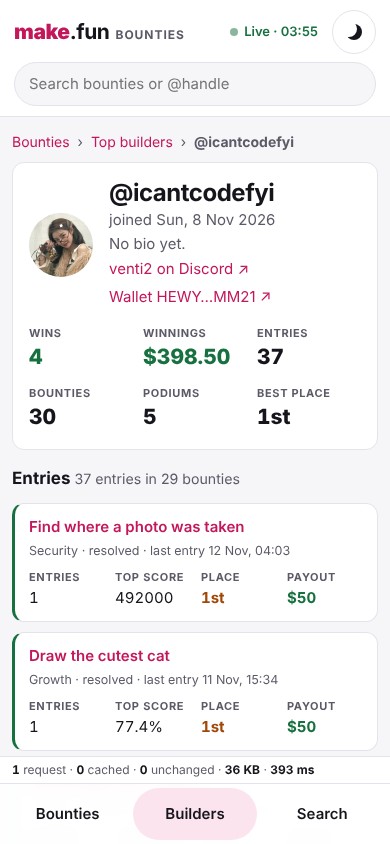 make.fun BOUNTIES
Live · 03:55
Search bounties or @handle
Bounties › Top builders › @icantcodefyi
@icantcodefyi
joined Sun, 8 Nov 2026
No bio yet.
venti2 on Discord ↗
Wallet HEWY…MM21 ↗
WINS WINNINGS ENTRIES
4 $398.50 37
BOUNTIES PODIUMS BEST PLACE
30 5 1st
Entries 37 entries in 29 bounties
Find where a photo was taken
Security · resolved · last entry 12 Nov, 04:03
ENTRIES TOP SCORE PLACE PAYOUT
1 492000 1st $50
Draw the cutest cat
Growth · resolved · last entry 11 Nov, 15:34
ENTRIES TOP SCORE PLACE PAYOUT
1 77.4% 1st $50
1 request · 0 cached · 0 unchanged · 36 KB · 393 ms
Bounties Builders Search